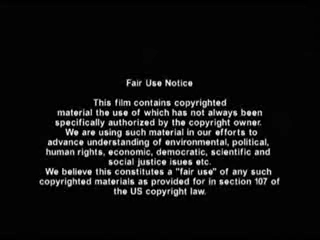 Fair Use Notice
This film contains copyrighted
material the use of which has not always been
specifically authorized by the copyright owner.
We are using such material in our efforts to
advance understanding of environmental, political,
human rights, economic, democratic, scientific and
social justice isues etc.
We believe this constitutes a "fair use" of any such
copyrighted materials as provided for in section 107 of
the US copyright law.